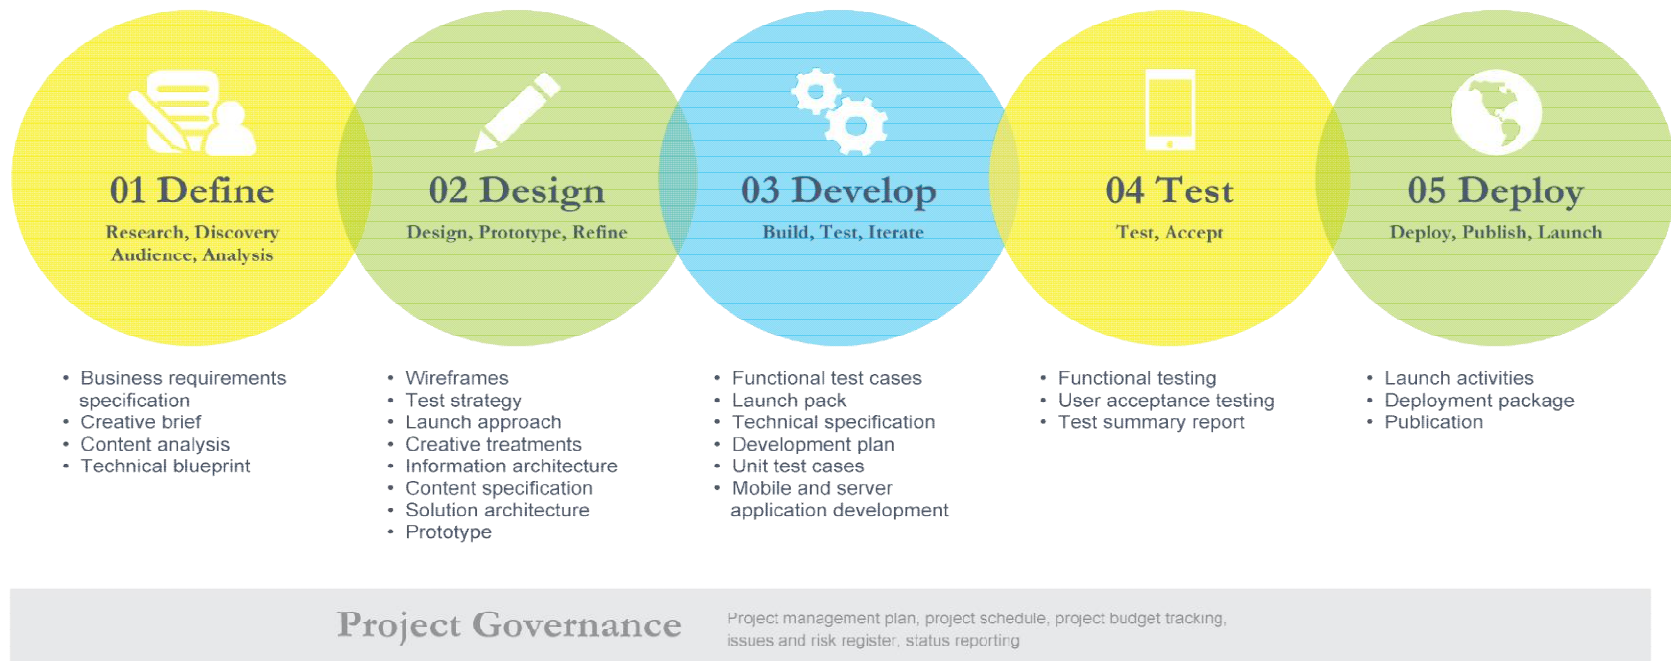 01 Define
Research, Discovery
Audience, Analysis
• Business requirements
specification
• Creative brief
• Content analysis
• Technical blueprint
02 Design
Design, Prototype, Refine
• Wireframes
• Test strategy
• Launch approach
• Creative treatments
• Information architecture
• Content specification
• Solution architecture
• Prototype
03 Develop
Build, Test, Iterate
• Functional test cases
• Launch pack
• Technical specification
• Development plan
• Unit test cases
• Mobile and server
application development
04 Test
Test, Accept
• Functional testing
• User acceptance testing
• Test summary report
05 Deploy
Deploy, Publish, Launch
• Launch activities
• Deployment package
• Publication
Project Governance
Project management plan, project schedule, project budget tracking,
issues and risk register, status reporting